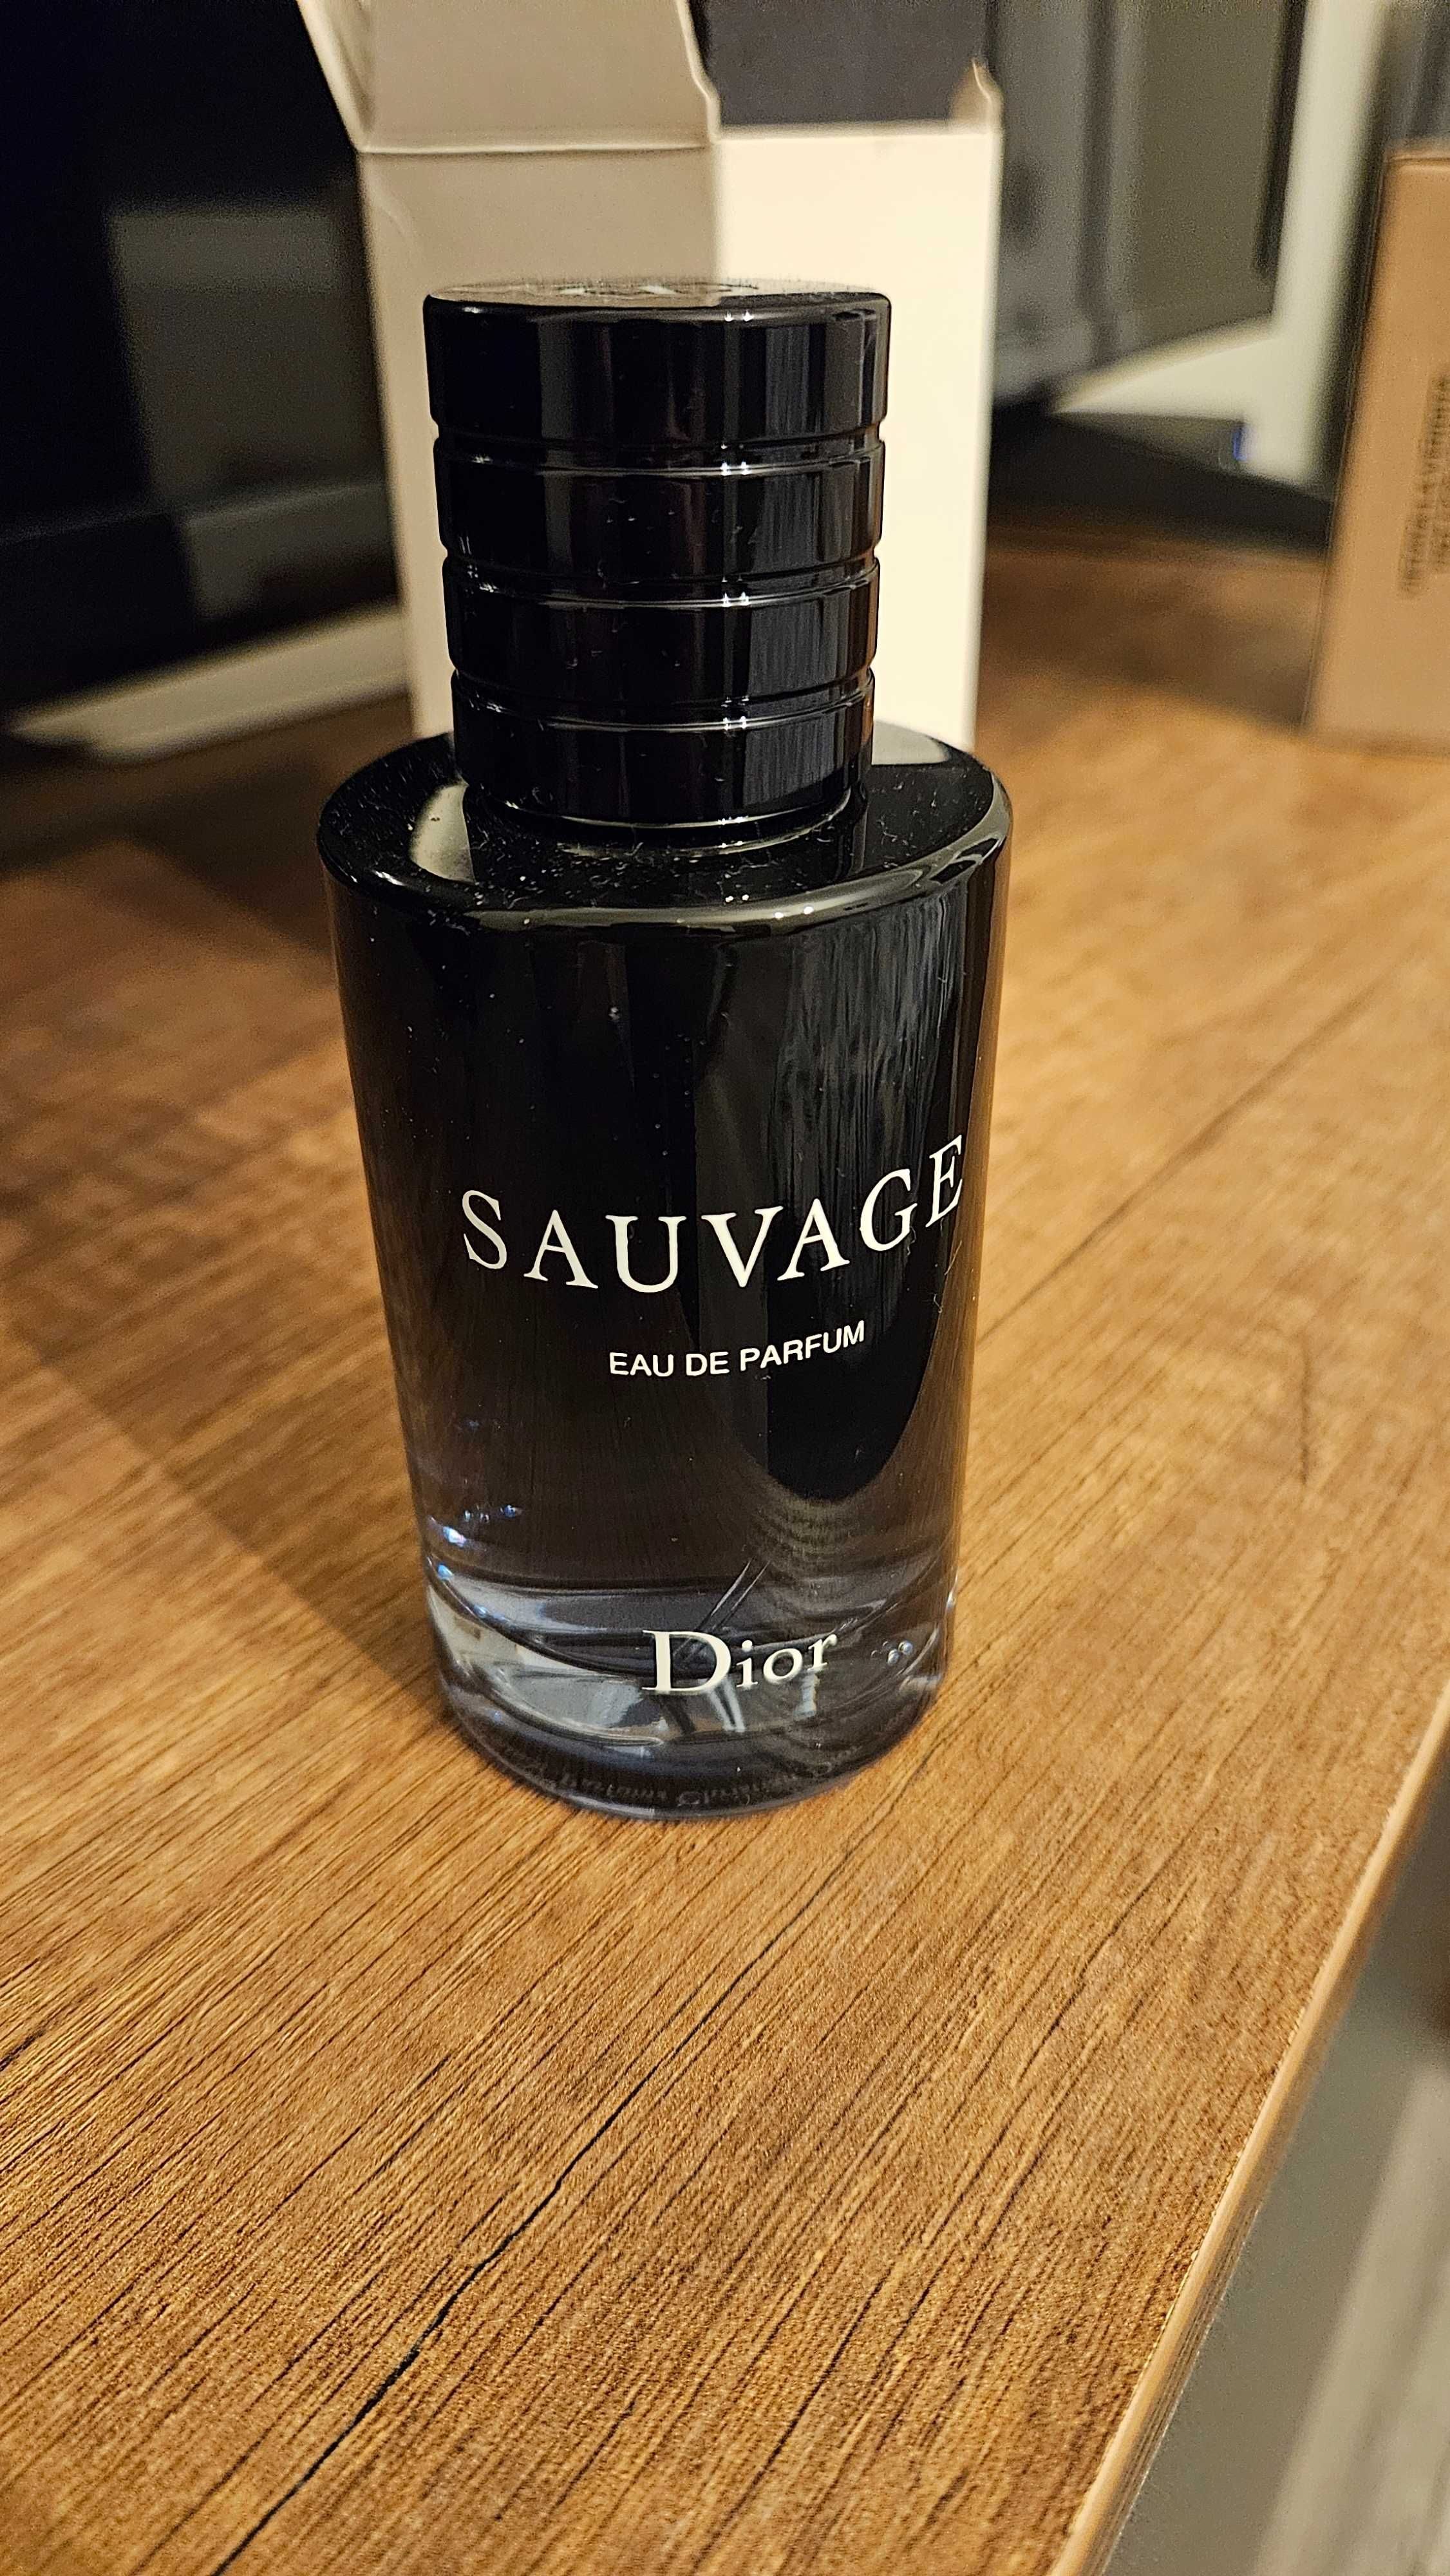 SAUVAGE
EAU DE PARFUM
Dior